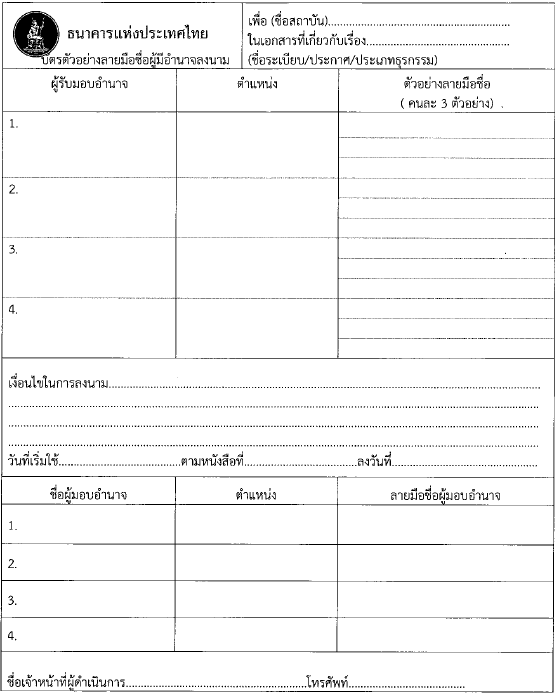 ธนาคารแห่งประเทศไทย
บัตรตัวอย่างลายมือชื่อผู้มีอำนาจลงนาม
เพื่อ (ชื่อสถาบัน)..................................................
ในเอกสารที่เกี่ยวกับเรื่อง........................................
(ชื่อระเบียบ/ประกาศ/ประเภทธุรกรรม)
ผู้รับมอบอำนาจ ตำแหน่ง ตัวอย่างลายมือชื่อ
( คนละ 3 ตัวอย่าง)
1.
2.
3.
4.
เงื่อนไขในการลงนาม....................................................................................................
....................................................................................................
....................................................................................................
....................................................................................................
วันที่เริ่มใช้..............................ตามหนังสือที่............................ลงวันที่....................................
ชื่อผู้มอบอำนาจ ตำแหน่ง ลายมือชื่อผู้มอบอำนาจ
1.
2.
3.
4.
ชื่อเจ้าหน้าที่ผู้ดำเนินการ.............................................โทรศัพท์..............................